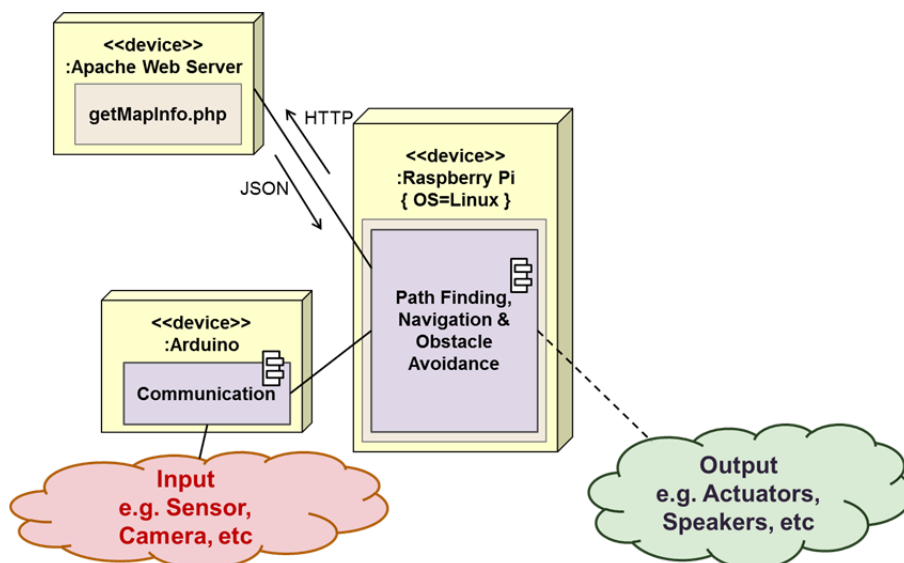 <<device>>
:Apache Web Server
getMapInfo.php
HTTP
JSON
<<device>>
:Raspberry Pi
{ OS=Linux }
Path Finding,
Navigation &
Obstacle
Avoidance
<<device>>
:Arduino
Communication
Input
e.g. Sensor,
Camera, etc
Output
e.g. Actuators,
Speakers, etc